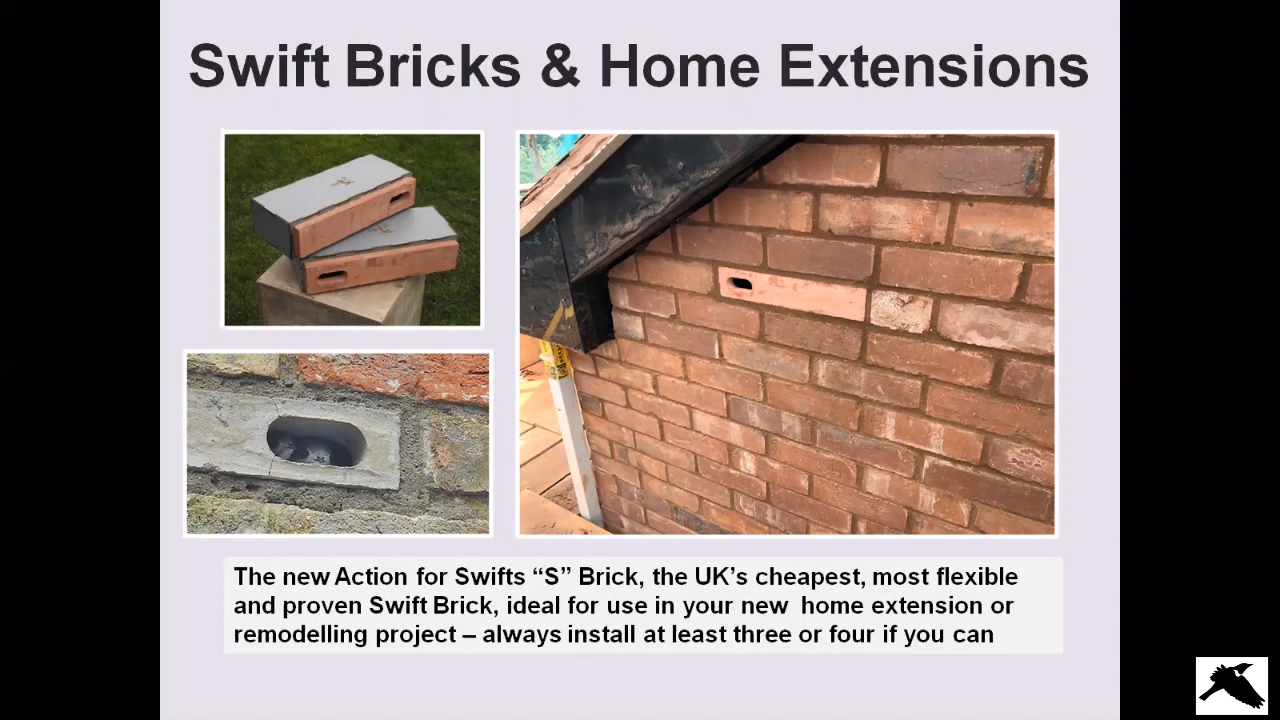 Swift Bricks & Home Extensions
The new Action for Swifts “S” Brick, the UK’s cheapest, most flexible
and proven Swift Brick, ideal for use in your new home extension or
remodelling project – always install at least three or four if you can